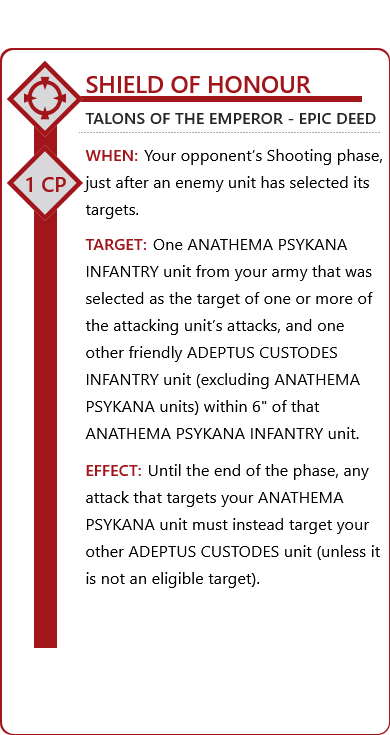 SHIELD OF HONOUR
TALONS OF THE EMPEROR - EPIC DEED
1 CP
WHEN: Your opponent’s Shooting phase,
just after an enemy unit has selected its
targets.
TARGET: One ANATHEMA PSYKANA
INFANTRY unit from your army that was
selected as the target of one or more of
the attacking unit’s attacks, and one
other friendly ADEPTUS CUSTODES
INFANTRY unit (excluding ANATHEMA
PSYKANA units) within 6" of that
ANATHEMA PSYKANA INFANTRY unit.
EFFECT: Until the end of the phase, any
attack that targets your ANATHEMA
PSYKANA unit must instead target your
other ADEPTUS CUSTODES unit (unless it
is not an eligible target).